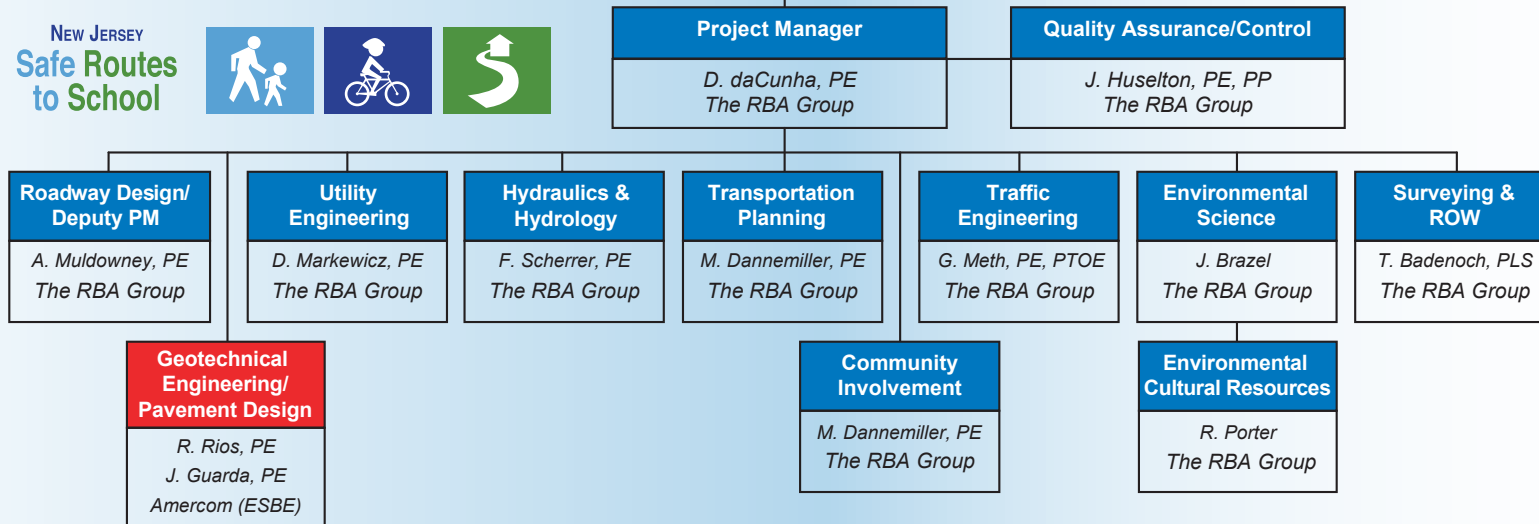 NEW JERSEY
Safe Routes
to School
Project Manager
D. daCunha, PE
The RBA Group
Quality Assurance/Control
J. Huselton, PE, PP
The RBA Group
Roadway Design/
Deputy PM
A. Muldowney, PE
The RBA Group
Utility
Engineering
D. Markewicz, PE
The RBA Group
Hydraulics &
Hydrology
F. Scherrer, PE
The RBA Group
Transportation
Planning
M. Dannemiller, PE
The RBA Group
Traffic
Engineering
G. Meth, PE, PTOE
The RBA Group
Environmental
Science
J. Brazel
The RBA Group
Surveying &
ROW
T. Badenoch, PLS
The RBA Group
Geotechnical
Engineering/
Pavement Design
R. Rios, PE
J. Guarda, PE
Amercom (ESBE)
Community
Involvement
M. Dannemiller, PE
The RBA Group
Environmental
Cultural Resources
R. Porter
The RBA Group